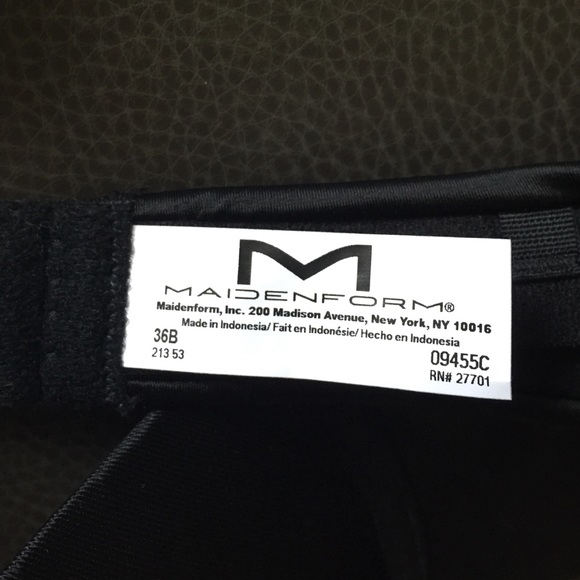 M
MAIDENFORM®
Maidenform, Inc. 200 Madison Avenue, New York, NY 10016
Made in Indonesia/ Fait en Indonésie/ Hecho en Indonesia
36B 09455C
213 53 RN# 27701